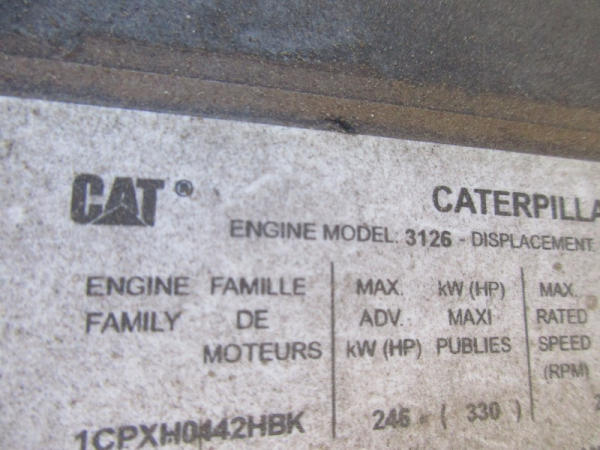 CAT® CATERPILLA
ENGINE MODEL: 3126 - DISPLACEMENT
ENGINE FAMILLE MAX. kW (HP) MAX.
FAMILY DE ADV. MAXI RATED
MOTEURS kW (HP) PUBLIES SPEED
(RPM)
1CPXH0442HBK 246 ( 330 )